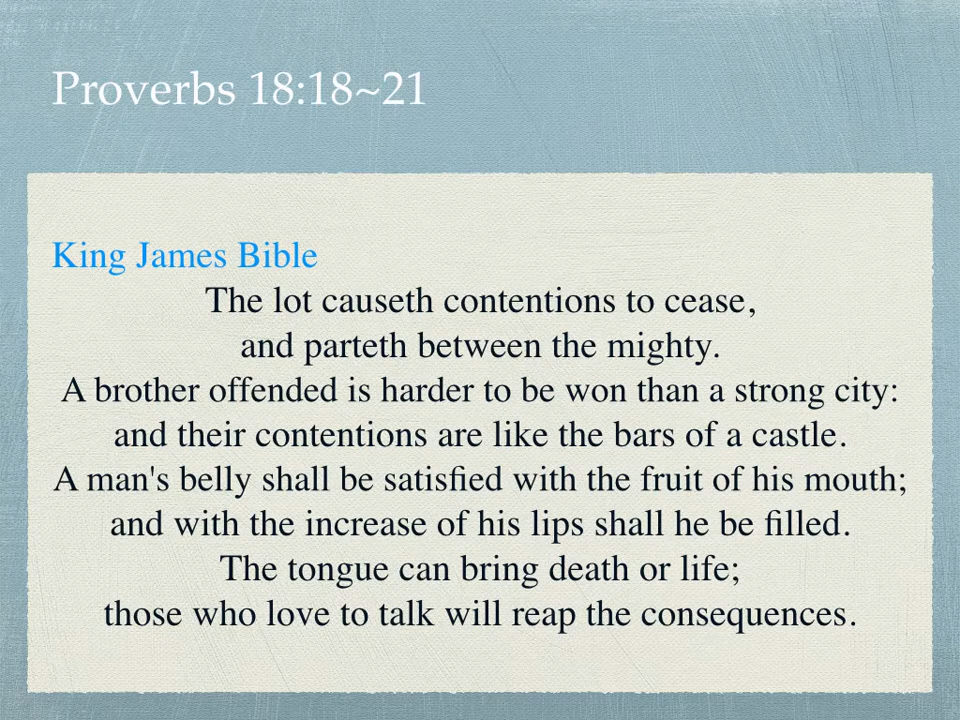 Proverbs 18:18~21
King James Bible
The lot causeth contentions to cease,
and parteth between the mighty.
A brother offended is harder to be won than a strong city:
and their contentions are like the bars of a castle.
A man's belly shall be satisfied with the fruit of his mouth;
and with the increase of his lips shall he be filled.
The tongue can bring death or life;
those who love to talk will reap the consequences.